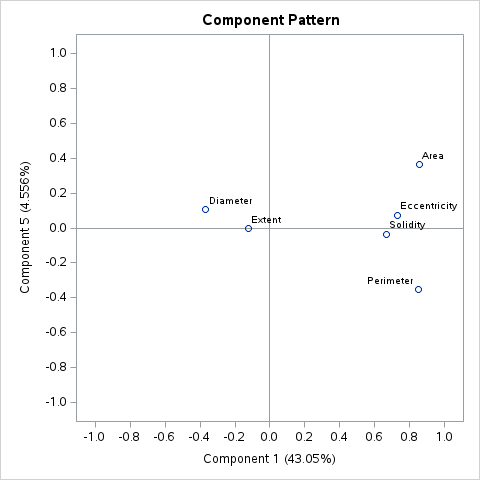 Component Pattern
1.0
0.8
0.6
0.4
0.2
0.0
-0.2
-0.4
-0.6
-0.8
-1.0
Component 5 (4.556%)
Area
Diameter
Eccentricity
Extent
Solidity
Perimeter
-1.0 -0.8 -0.6 -0.4 -0.2 0.0 0.2 0.4 0.6 0.8 1.0
Component 1 (43.05%)